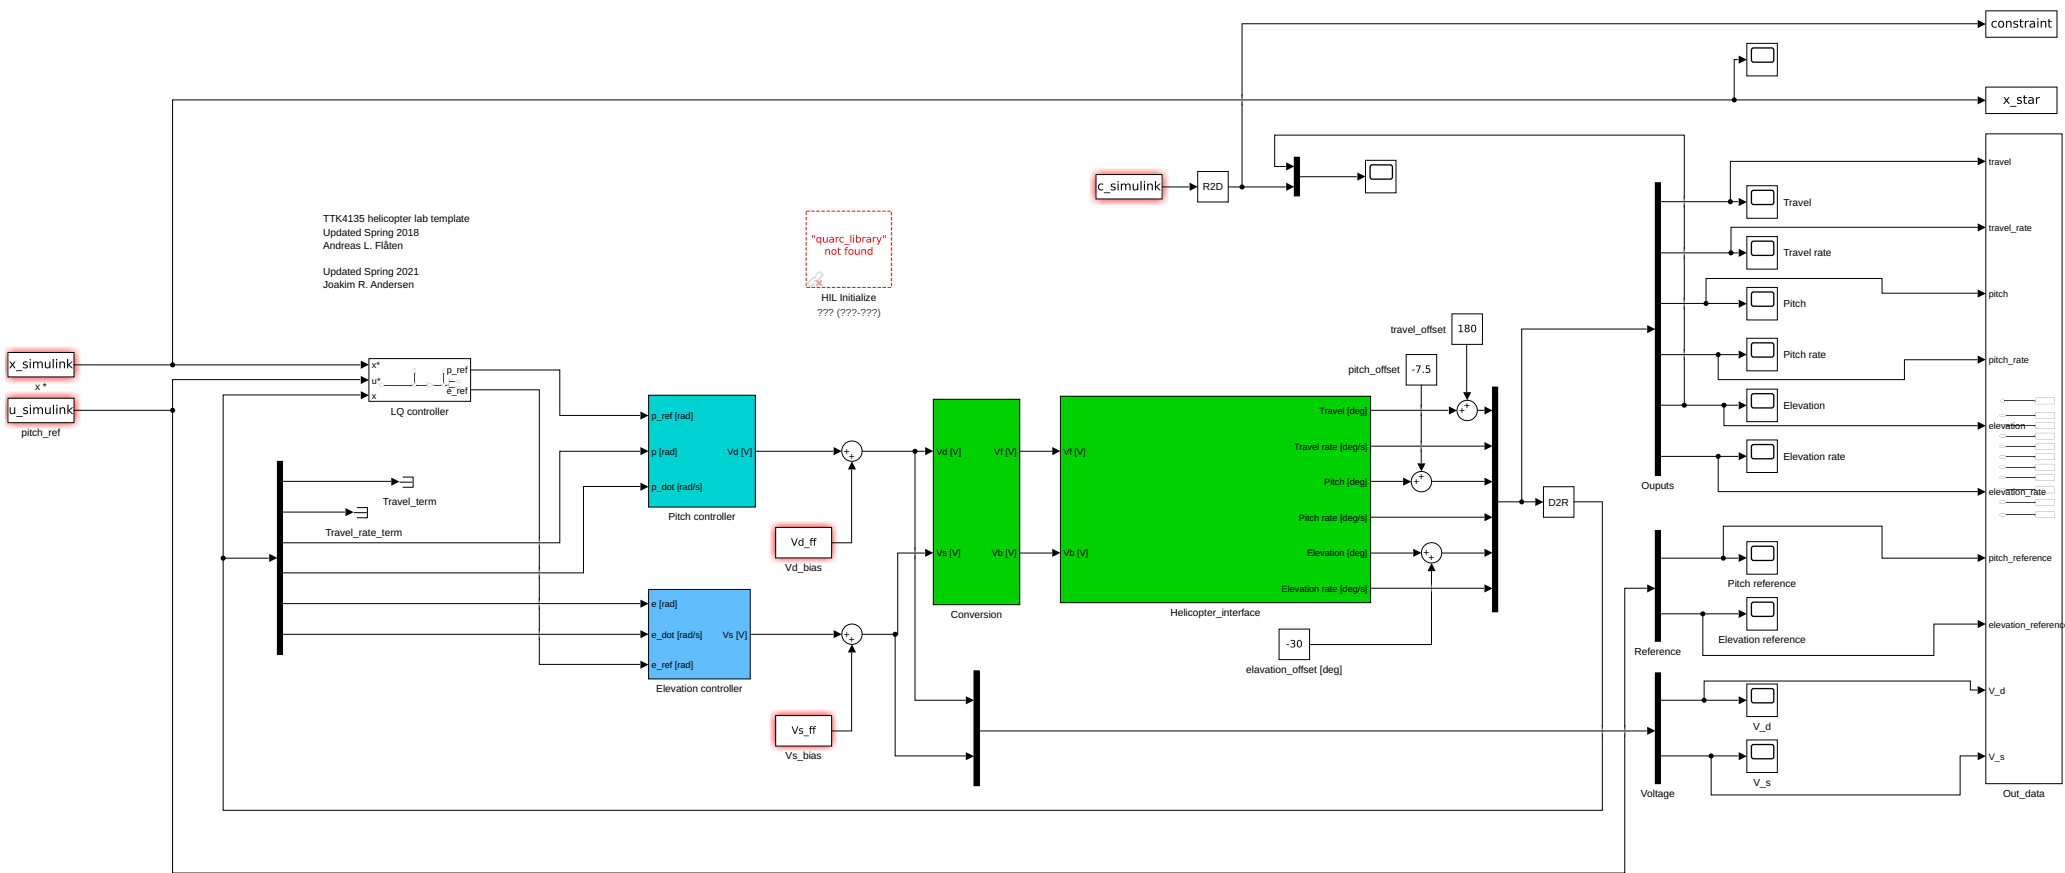 constraint
x_star
c_simulink
R2D
travel
Travel
travel_rate
Travel rate
pitch
Pitch
pitch_rate
Pitch rate
elevation
Elevation
elevation_rate
Elevation rate
Ouputs
TTK4135 helicopter lab template
Updated Spring 2018
Andreas L. Flåten
Updated Spring 2021
Joakim R. Andersen
"quarc_library"
not found
HIL Initialize
??? (???-???)
travel_offset
180
pitch_offset
-7.5
x_simulink
x *
u_simulink
pitch_ref
x*
u*
x
p_ref
e_ref
LQ controller
p_ref [rad]
p [rad]
p_dot [rad/s]
Vd [V]
Pitch controller
Travel_term
Travel_rate_term
Vd_ff
Vd_bias
e [rad]
e_dot [rad/s]
e_ref [rad]
Vs [V]
Elevation controller
Vs_ff
Vs_bias
Vd [V]
Vs [V]
Vf [V]
Vb [V]
Conversion
Vf [V]
Vb [V]
Travel [deg]
Travel rate [deg/s]
Pitch [deg]
Pitch rate [deg/s]
Elevation [deg]
Elevation rate [deg/s]
Helicopter_interface
-30
elavation_offset [deg]
D2R
pitch_reference
Pitch reference
elevation_referenc
Elevation reference
Reference
V_d
V_d
V_s
V_s
Voltage
Out_data